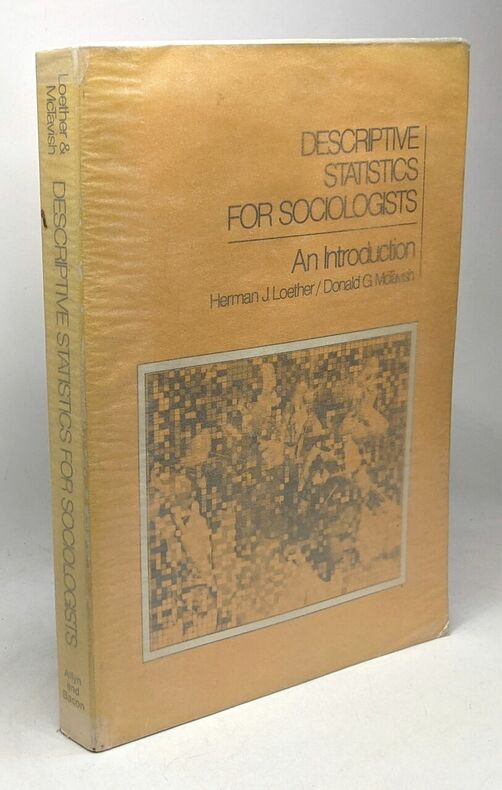 Loether &
McTavish
DESCRIPTIVE STATISTICS FOR SOCIOLOGISTS
Allyn
and
Bacon
DESCRIPTIVE
STATISTICS
FOR SOCIOLOGISTS
An Introduction
Herman J. Loether/Donald G. McTavish